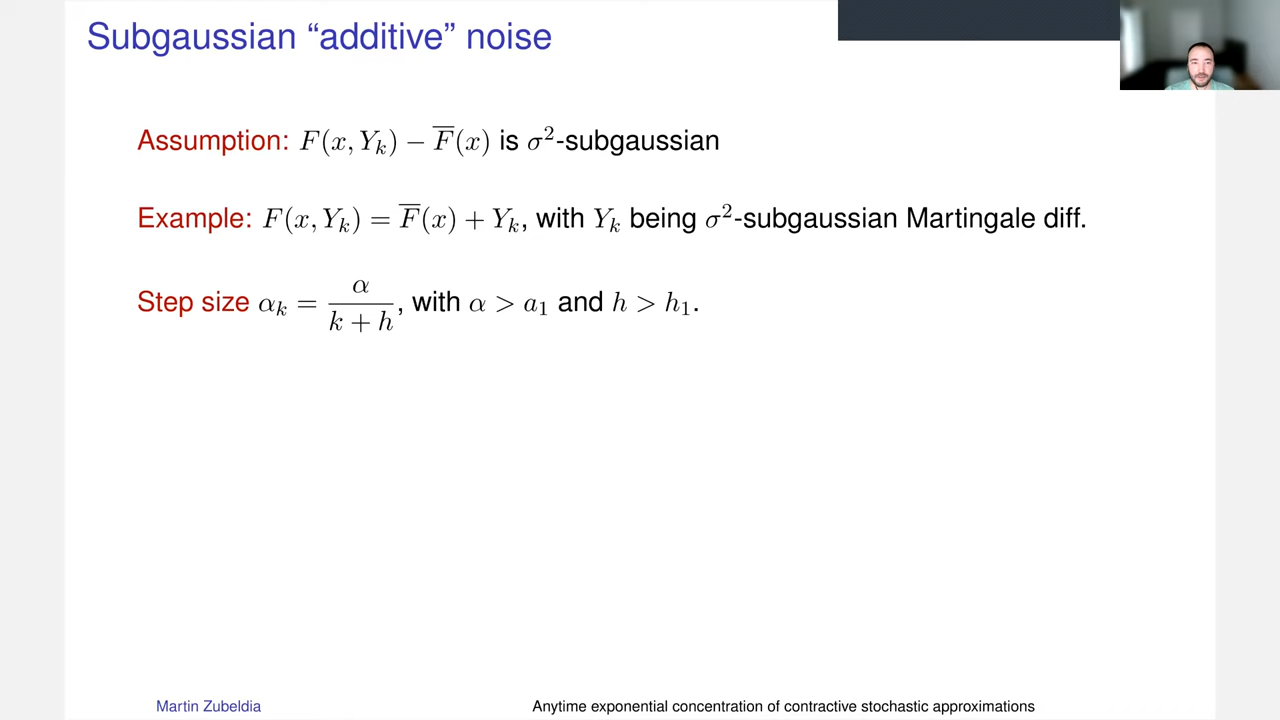 Subgaussian “additive” noise
Assumption: F(x, Y_k) − F̅(x) is σ²-subgaussian
Example: F(x, Y_k) = F̅(x) + Y_k, with Y_k being σ²-subgaussian Martingale diff.
Step size α_k = α / (k + h), with α > a₁ and h > h₁.
Martin Zubeldia Anytime exponential concentration of contractive stochastic approximations